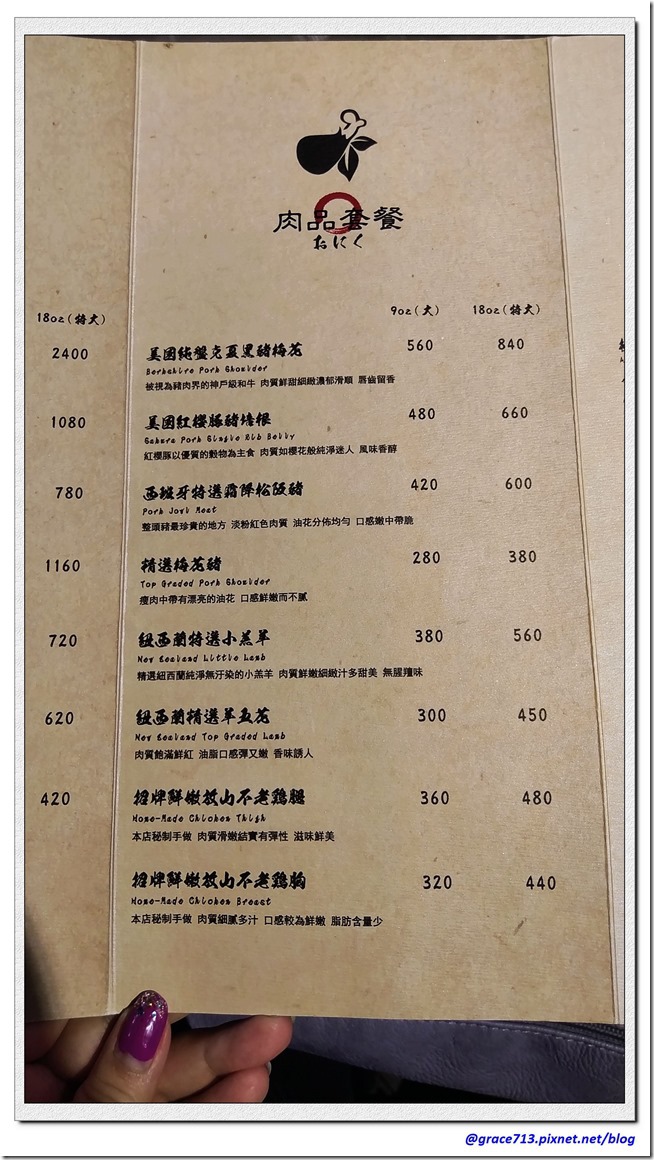 肉品套餐
おにく
18oz(特大)
2400
1080
780
1160
720
620
420
9oz(大) 18oz(特大)
美國純盤克夏黑豬梅花 560 840
Berkshire Pork Shoulder
被視為豬肉界的神戶級和牛 肉質鮮甜細緻濃郁滑順 唇齒留香
美國紅櫻豚豬培根 480 660
Sakura Pork Single Rib Belly
紅櫻豚以優質的穀物為主食 肉質如櫻花般純淨迷人 風味香醇
西班牙特選霜降松阪豬 420 600
Pork Jowl Meat
整頭豬最珍貴的地方 淡粉紅色肉質 油花分佈均勻 口感嫩中帶脆
精選梅花豬 280 380
Top Graded Pork Shoulder
瘦肉中帶有漂亮的油花 口感鮮嫩而不膩
紐西蘭特選小羔羊 380 560
New Zealand Little Lamb
精選紐西蘭純淨無汙染的小羔羊 肉質鮮嫩細緻汁多甜美 無腥羶味
紐西蘭精選羊五花 300 450
New Zealand Top Graded Lamb
肉質飽滿鮮紅 油脂口感彈又嫩 香味誘人
招牌鮮嫩放山不老鷄腿 360 480
Home-Made Chicken Thigh
本店秘制手做 肉質滑嫩結實有彈性 滋味鮮美
招牌鮮嫩放山不老鷄胸 320 440
Home-Made Chicken Breast
本店秘制手做 肉質細膩多汁 口感較為鮮嫩 脂肪含量少
@grace713.pixnet.net/blog